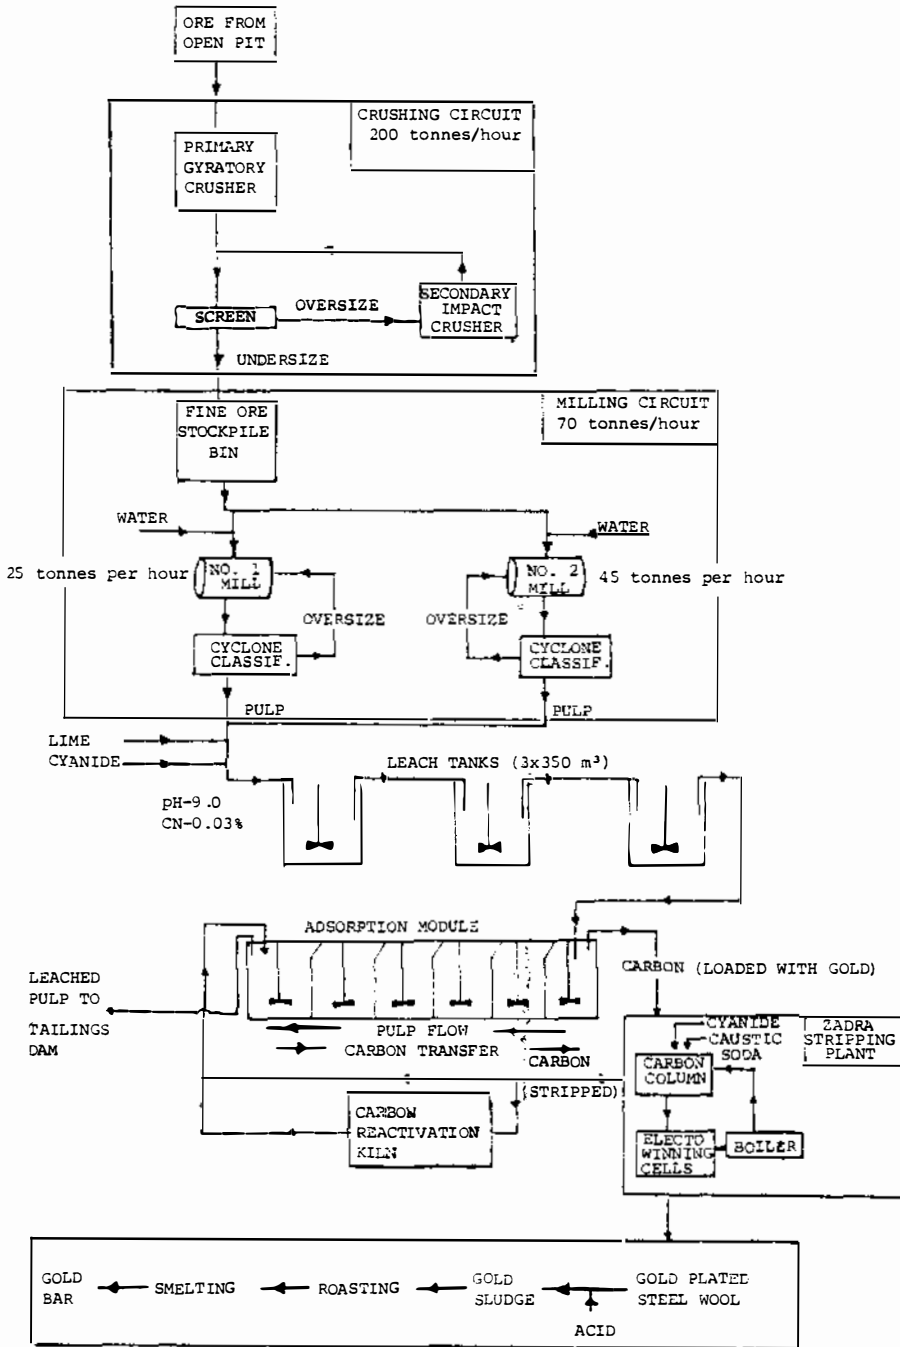 ORE FROM
OPEN PIT
CRUSHING CIRCUIT
200 tonnes/hour
PRIMARY
GYRATORY
CRUSHER
SCREEN
OVERSIZE
SECONDARY
IMPACT
CRUSHER
UNDERSIZE
MILLING CIRCUIT
70 tonnes/hour
FINE ORE
STOCKPILE
BIN
WATER
WATER
25 tonnes per hour
NO. 1
MILL
NO. 2
MILL
45 tonnes per hour
OVERSIZE
OVERSIZE
CYCLONE
CLASSIF.
CYCLONE
CLASSIF.
PULP
PULP
LIME
CYANIDE
LEACH TANKS (3x350 m³)
pH-9.0
CN-0.03%
ADSORPTION MODULE
CARBON (LOADED WITH GOLD)
LEACHED
PULP TO
TAILINGS
DAM
PULP FLOW
CARBON TRANSFER
CARBON
(STRIPPED)
CYANIDE
CAUSTIC
SODA
ZADRA
STRIPPING
PLANT
CARBON
COLUMN
ELECTO
WINNING
CELLS
BOILER
CARBON
REACTIVATION
KILN
GOLD
BAR
SMELTING
ROASTING
GOLD
SLUDGE
GOLD PLATED
STEEL WOOL
ACID